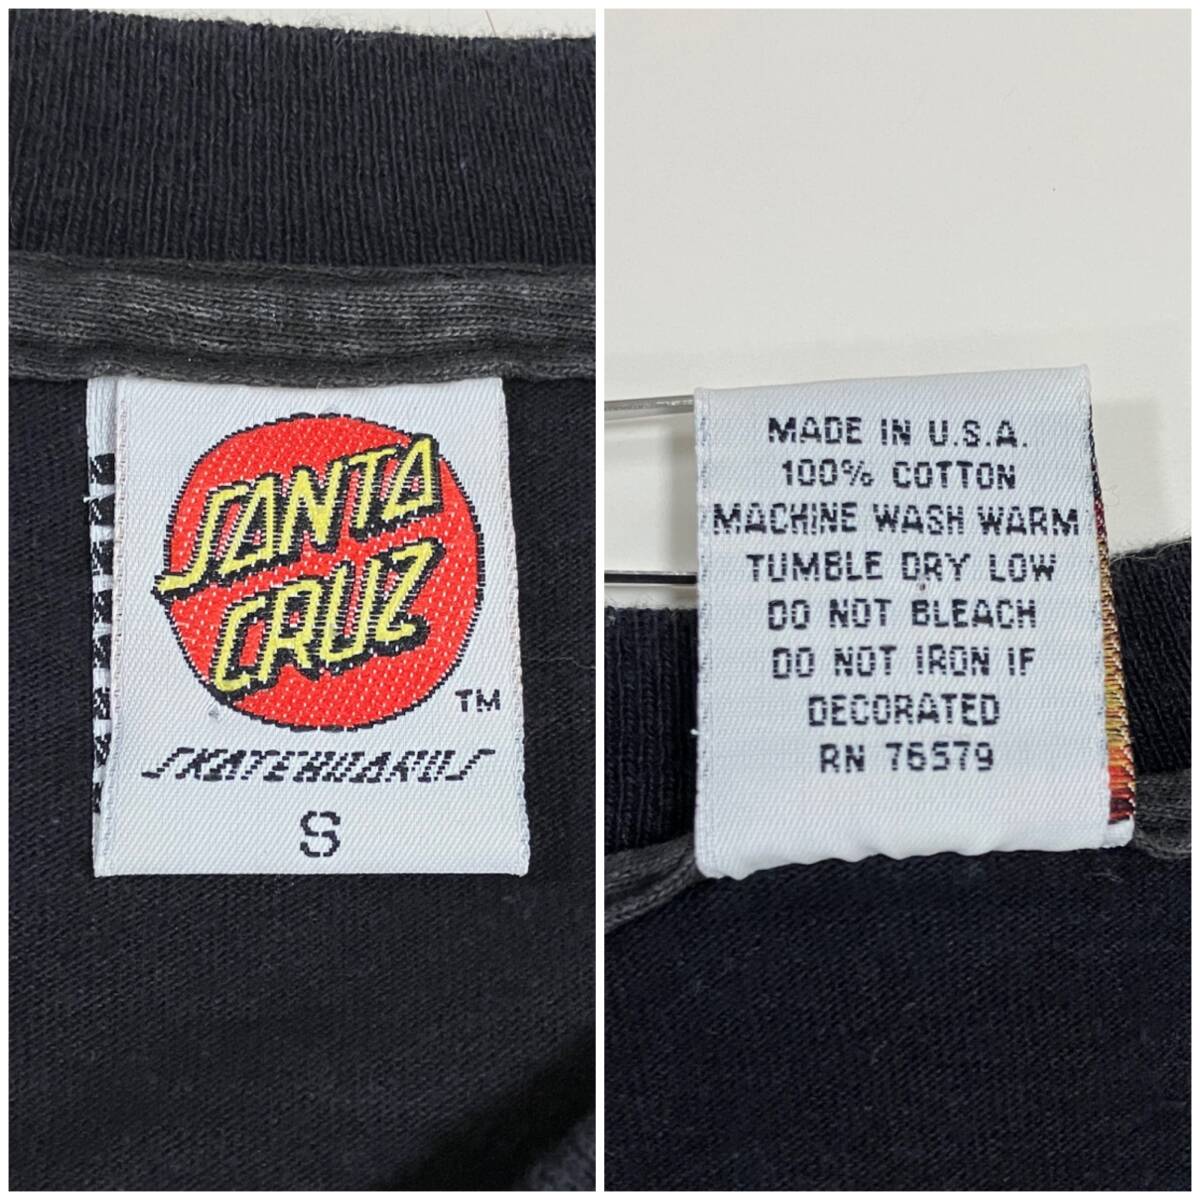 SANTA
CRUZ
TM
SKATEBOARDS
S
MADE IN U.S.A.
100% COTTON
MACHINE WASH WARM
TUMBLE DRY LOW
DO NOT BLEACH
DO NOT IRON IF
DECORATED
RN 76579